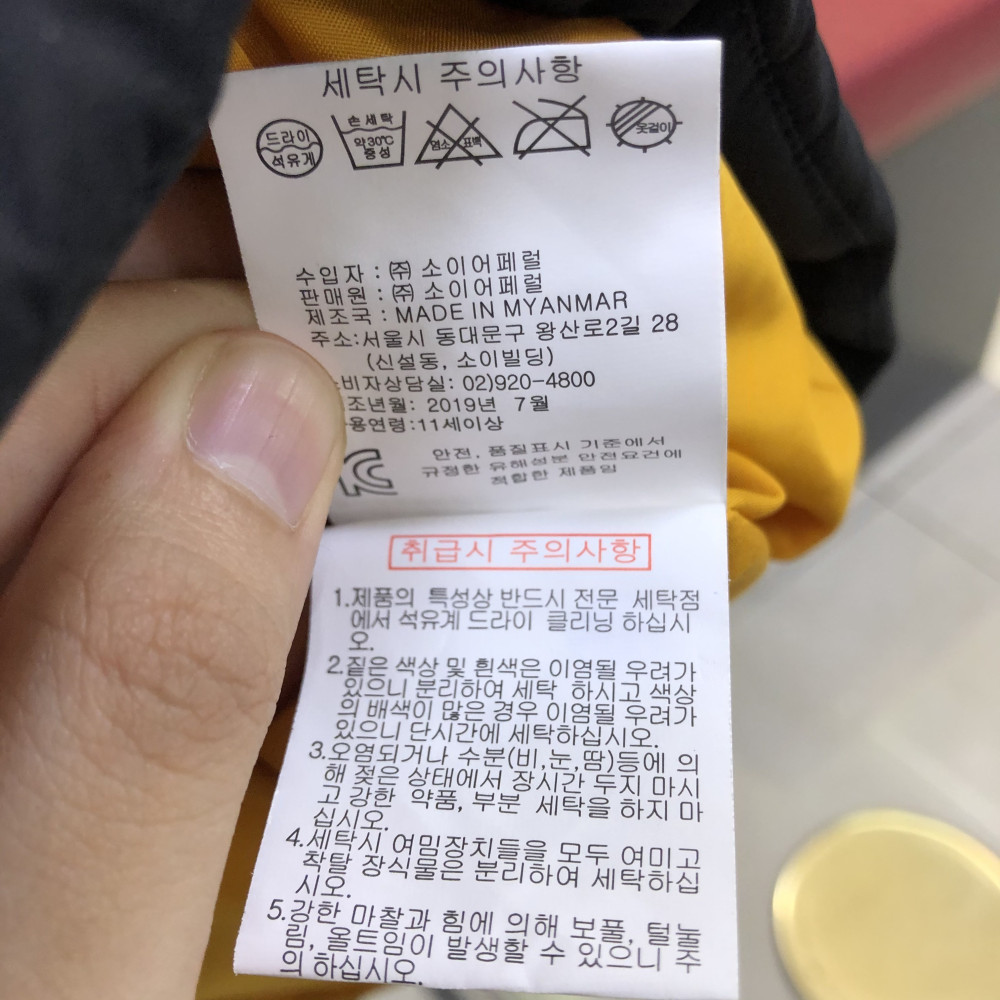 세탁시 주의사항
드라이
석유계
손세탁
약30℃
중성
염소
표백
옷걸이
수입자 : ㈜ 소이어페럴
판매원 : ㈜ 소이어페럴
제조국 : MADE IN MYANMAR
주소:서울시 동대문구 왕산로2길 28
(신설동, 소이빌딩)
비자상담실: 02)920-4800
조년월: 2019년 7월
용연령:11세이상
안전. 품질표시 기준에서
규정한 유해성분 안전요건에
적합한 제품임
취급시 주의사항
1.제품의 특성상 반드시 전문 세탁점
에서 석유계 드라이 클리닝 하십시
오.
2.짙은 색상 및 흰색은 이염될 우려가
있으니 분리하여 세탁 하시고 색상
의 배색이 많은 경우 이염될 우려가
있으니 단시간에 세탁하십시오.
3.오염되거나 수분(비,눈,땀)등에 의
해 젖은 상태에서 장시간 두지 마시
고 강한 약품, 부분 세탁을 하지 마
십시오.
4.세탁시 여밈장치들을 모두 여미고
착탈 장식물은 분리하여 세탁하십
시오.
5.강한 마찰과 힘에 의해 보풀, 털눌
림, 올트임이 발생할 수 있으니 주
의 하십시오.